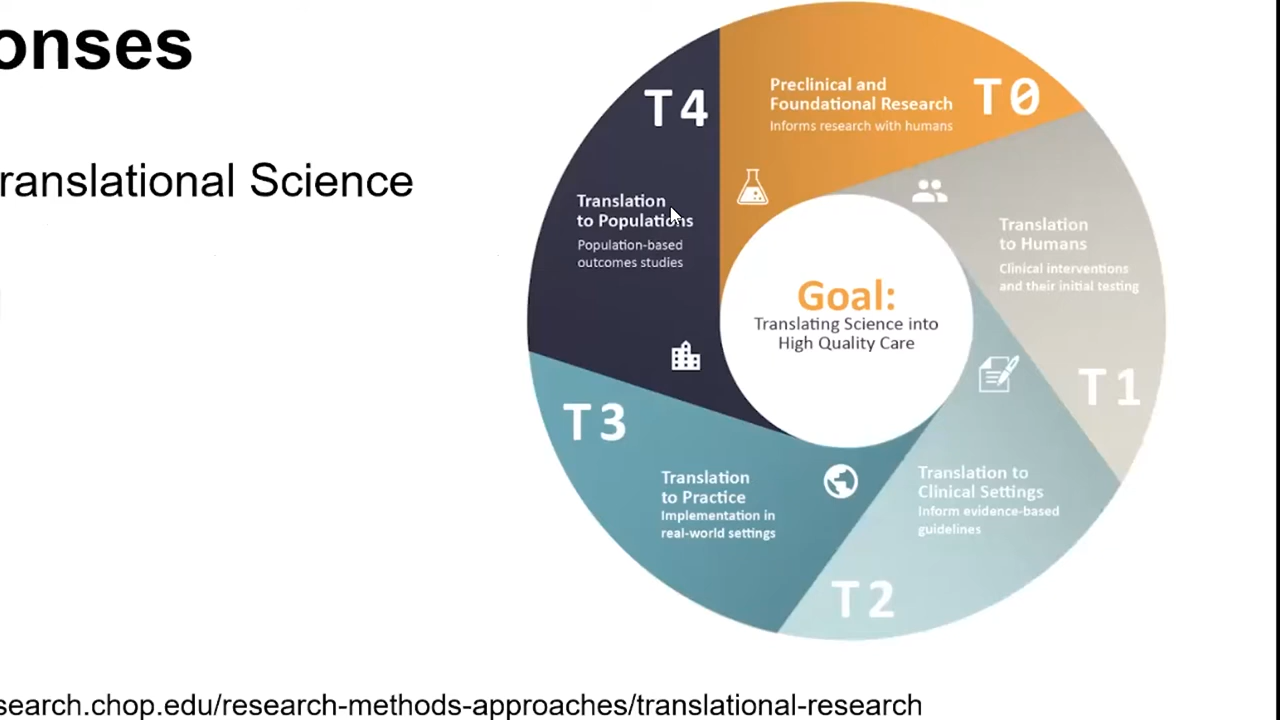 onses
ranslational Science
T4
Translation
to Populations
Population-based
outcomes studies
Preclinical and
Foundational Research
Informs research with humans
T0
Translation
to Humans
Clinical interventions
and their initial testing
T1
Goal:
Translating Science into
High Quality Care
T3
Translation
to Practice
Implementation in
real-world settings
Translation to
Clinical Settings
Inform evidence-based
guidelines
T2
search.chop.edu/research-methods-approaches/translational-research